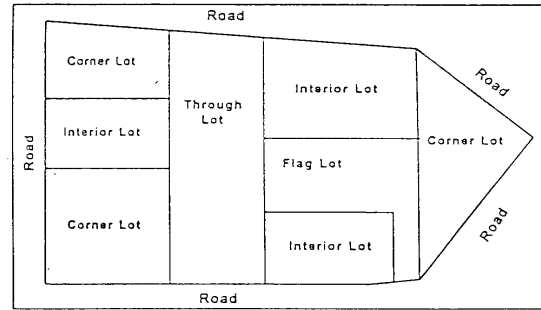 Road
Corner Lot
Interior Lot
Corner Lot
Road
Through
Lot
Interior Lot
Flag Lot
Interior Lot
Corner Lot
Road
Road
Road